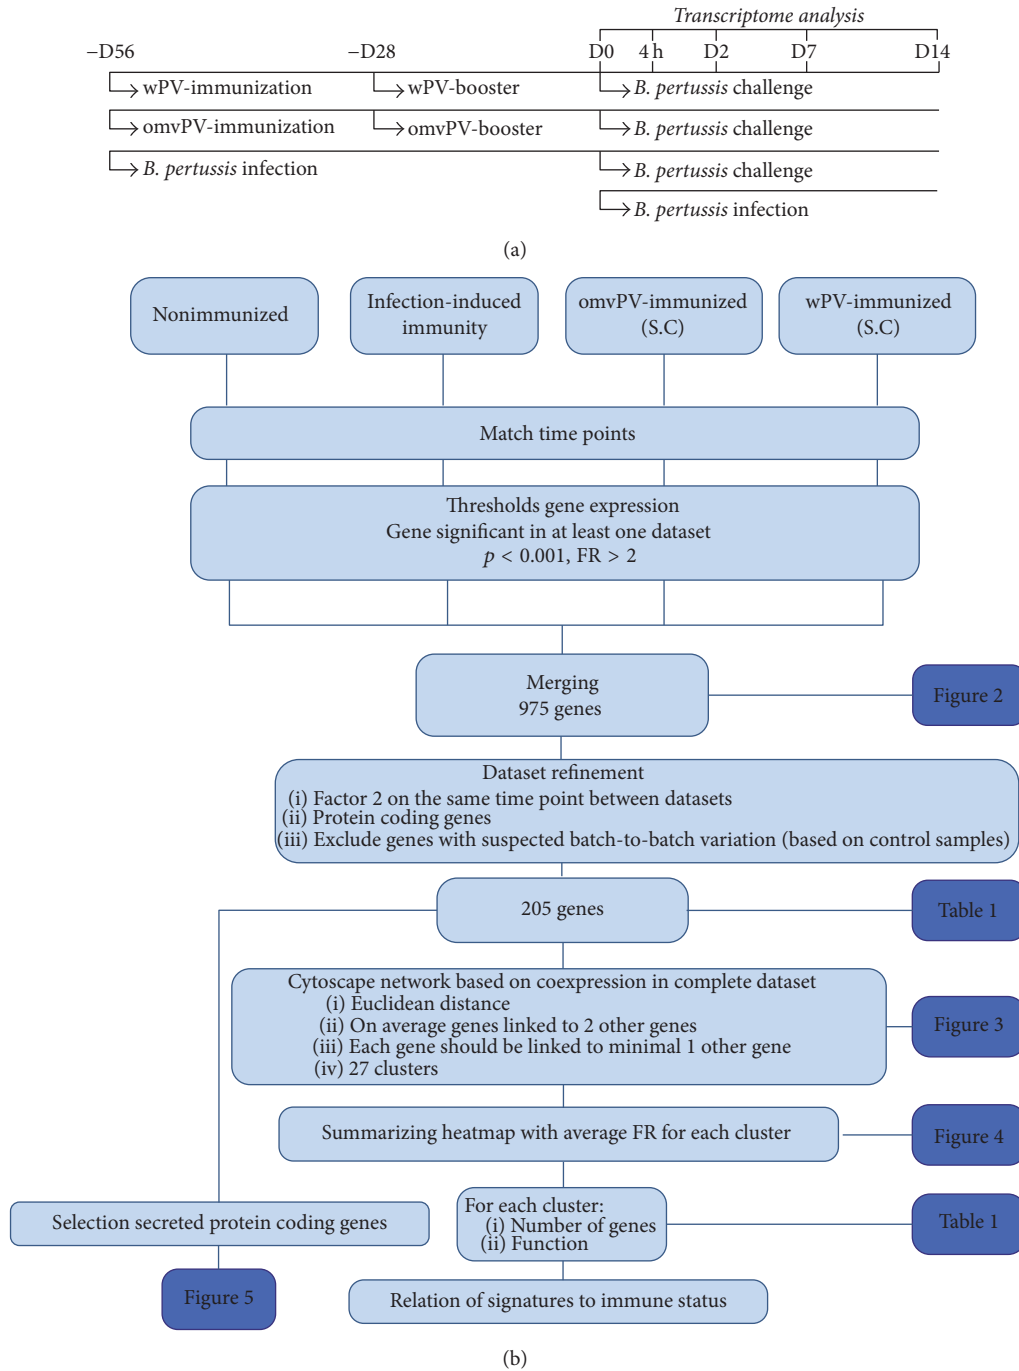 Transcriptome analysis
−D56
−D28
D0
4 h
D2
D7
D14
wPV-immunization
wPV-booster
B. pertussis challenge
omvPV-immunization
omvPV-booster
B. pertussis challenge
B. pertussis infection
B. pertussis challenge
B. pertussis infection
(a)
Nonimmunized
Infection-induced
immunity
omvPV-immunized
(S.C)
wPV-immunized
(S.C)
Match time points
Thresholds gene expression
Gene significant in at least one dataset
p < 0.001, FR > 2
Merging
975 genes
Figure 2
Dataset refinement
(i) Factor 2 on the same time point between datasets
(ii) Protein coding genes
(iii) Exclude genes with suspected batch-to-batch variation (based on control samples)
205 genes
Table 1
Cytoscape network based on coexpression in complete dataset
(i) Euclidean distance
(ii) On average genes linked to 2 other genes
(iii) Each gene should be linked to minimal 1 other gene
(iv) 27 clusters
Figure 3
Summarizing heatmap with average FR for each cluster
Figure 4
Selection secreted protein coding genes
For each cluster:
(i) Number of genes
(ii) Function
Table 1
Figure 5
Relation of signatures to immune status
(b)